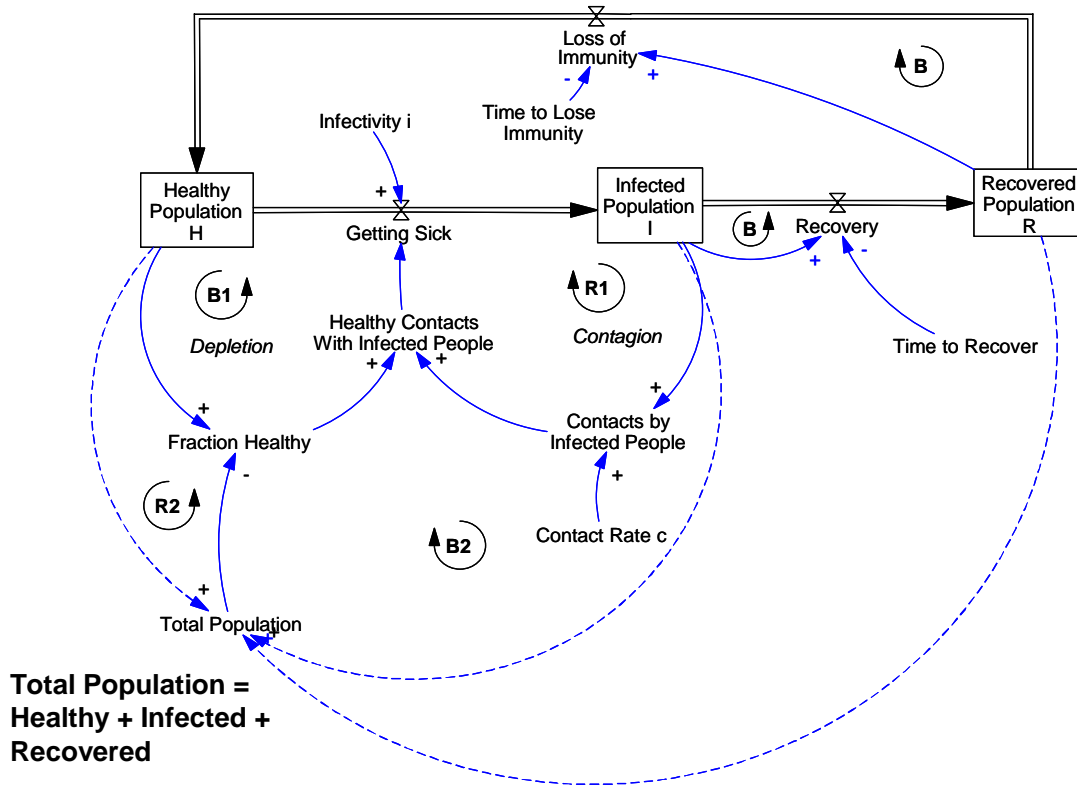 Loss of
Immunity
-
+
B
Time to Lose
Immunity
Infectivity i
+
Healthy
Population
H
Infected
Population
I
Recovered
Population
R
Getting Sick
B
Recovery
+
-
B1
R1
Depletion
Healthy Contacts
With Infected People
Contagion
Time to Recover
+
+
+
+
Contacts by
Infected People
Fraction Healthy
-
+
R2
B2
Contact Rate c
+
Total Population
+
+
Total Population =
Healthy + Infected +
Recovered